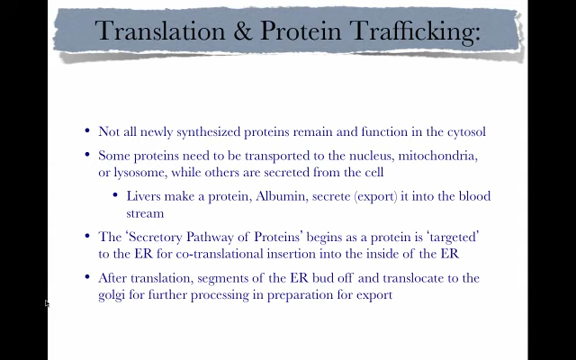 Translation & Protein Trafficking:
• Not all newly synthesized proteins remain and function in the cytosol
• Some proteins need to be transported to the nucleus, mitochondria,
or lysosome, while others are secreted from the cell
• Livers make a protein, Albumin, secrete (export) it into the blood
stream
• The ‘Secretory Pathway of Proteins’ begins as a protein is ‘targeted’
to the ER for co-translational insertion into the inside of the ER
• After translation, segments of the ER bud off and translocate to the
golgi for further processing in preparation for export